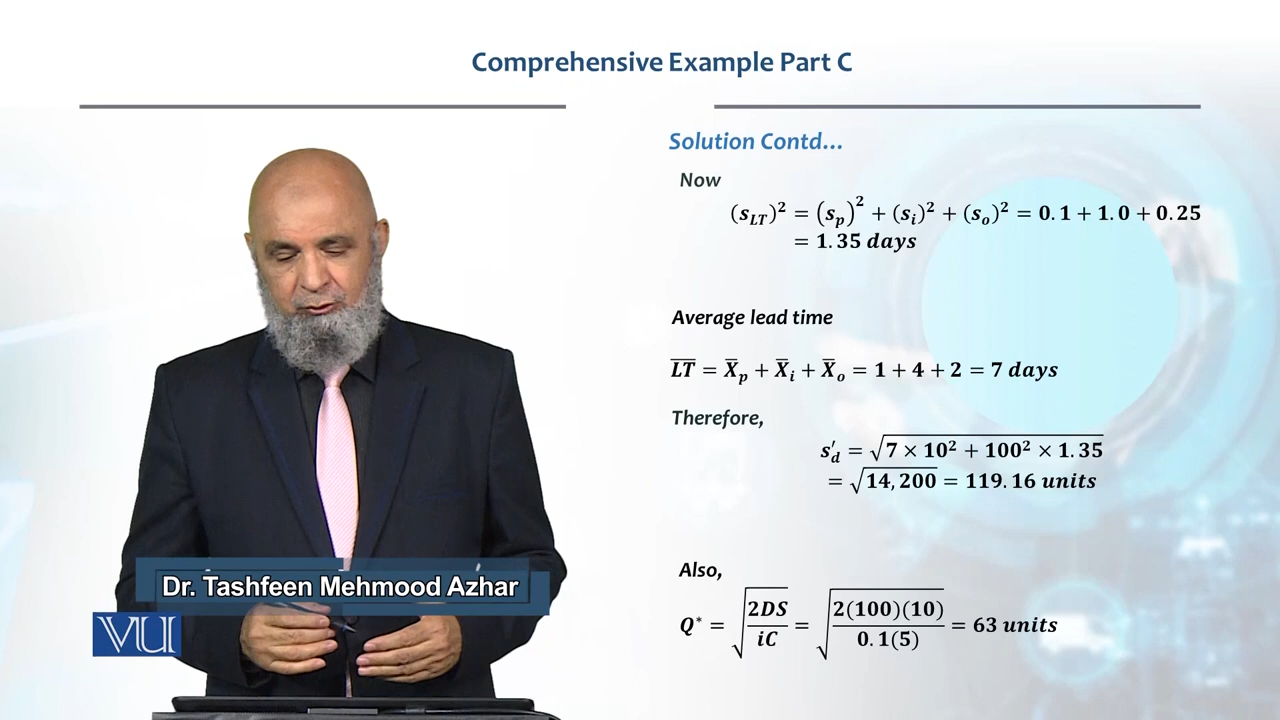 Comprehensive Example Part C
Solution Contd...
Now
(s_LT)² = (s_p)² + (s_i)² + (s_o)² = 0.1 + 1.0 + 0.25
= 1.35 days
Average lead time
L̅T̅ = X̅_p + X̅_i + X̅_o = 1 + 4 + 2 = 7 days
Therefore,
s′_d = √(7 × 10² + 100² × 1.35)
= √14,200 = 119.16 units
Also,
Q* = √(2DS/iC) = √(2(100)(10)/0.1(5)) = 63 units
Dr. Tashfeen Mehmood Azhar
VU